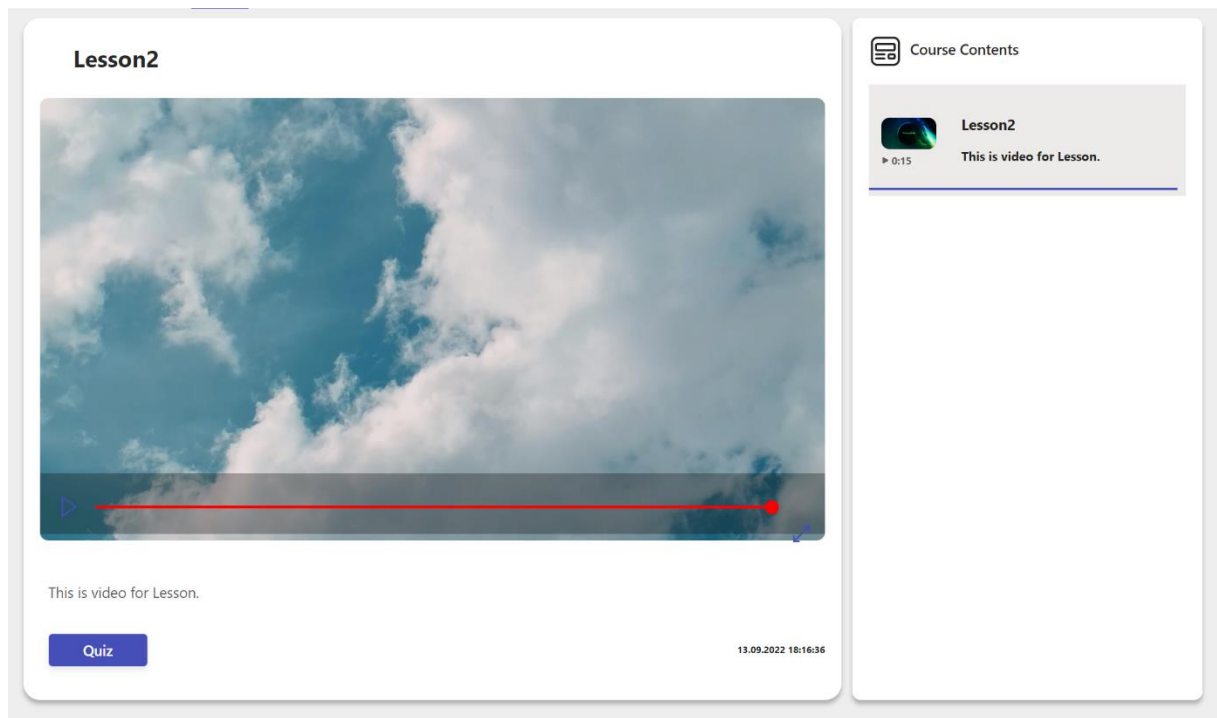 Lesson2
This is video for Lesson.
Quiz
13.09.2022 18:16:36
Course Contents
Lesson2
0:15
This is video for Lesson.